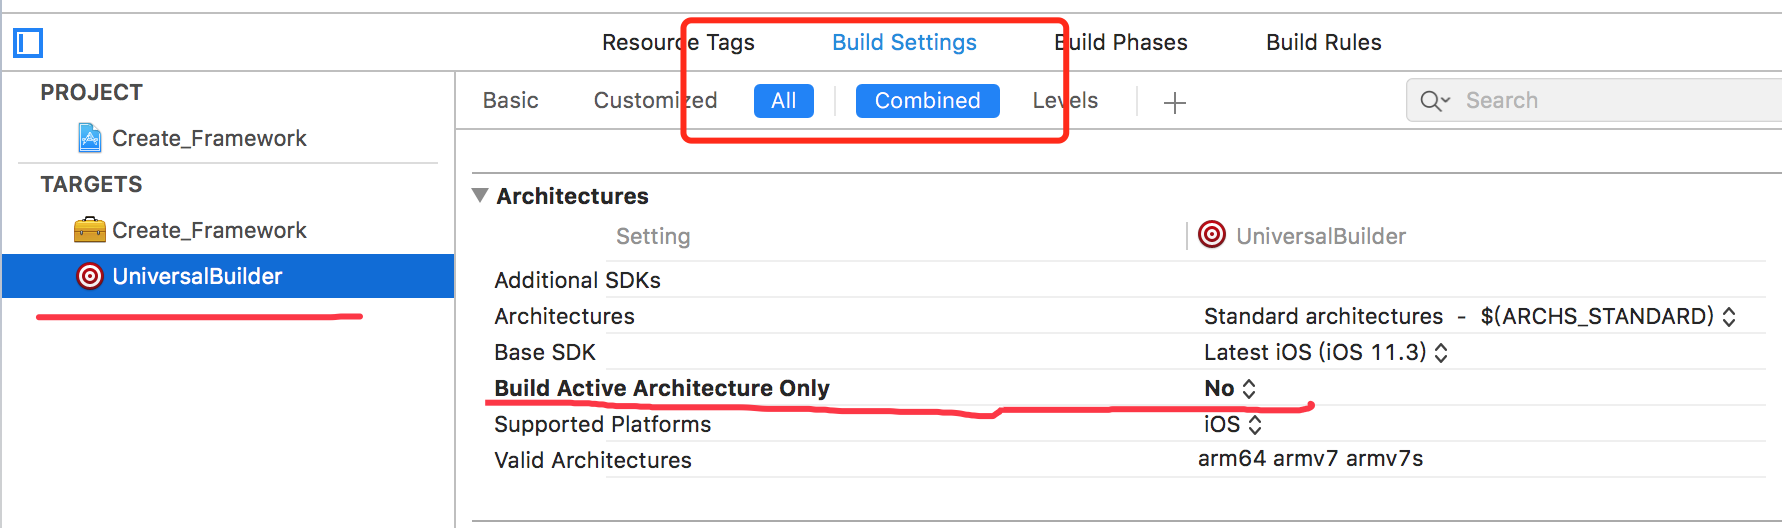 Resource Tags Build Settings Build Phases Build Rules
PROJECT
Create_Framework
TARGETS
Create_Framework
UniversalBuilder
Basic Customized All Combined Levels + Search
Architectures
Setting UniversalBuilder
Additional SDKs
Architectures Standard architectures - $(ARCHS_STANDARD)
Base SDK Latest iOS (iOS 11.3)
Build Active Architecture Only No
Supported Platforms iOS
Valid Architectures arm64 armv7 armv7s